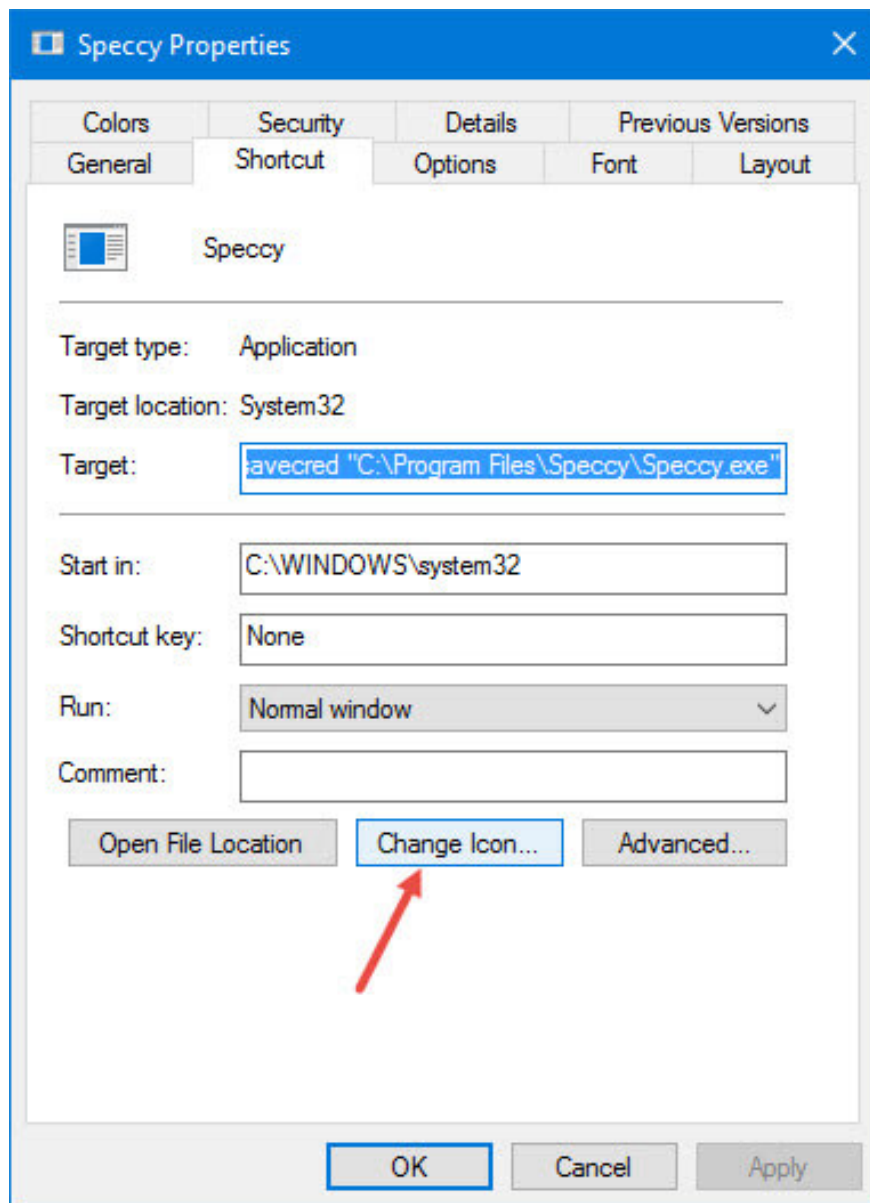 Speccy Properties
Colors Security Details Previous Versions
General Shortcut Options Font Layout
Speccy
Target type: Application
Target location: System32
Target: avecred "C:\Program Files\Speccy\Speccy.exe"
Start in: C:\WINDOWS\system32
Shortcut key: None
Run: Normal window
Comment:
Open File Location Change Icon... Advanced...
OK Cancel Apply